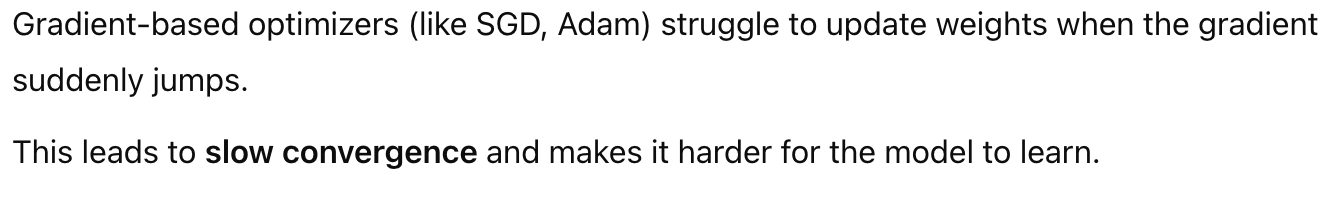 Gradient-based optimizers (like SGD, Adam) struggle to update weights when the gradient
suddenly jumps.
This leads to slow convergence and makes it harder for the model to learn.